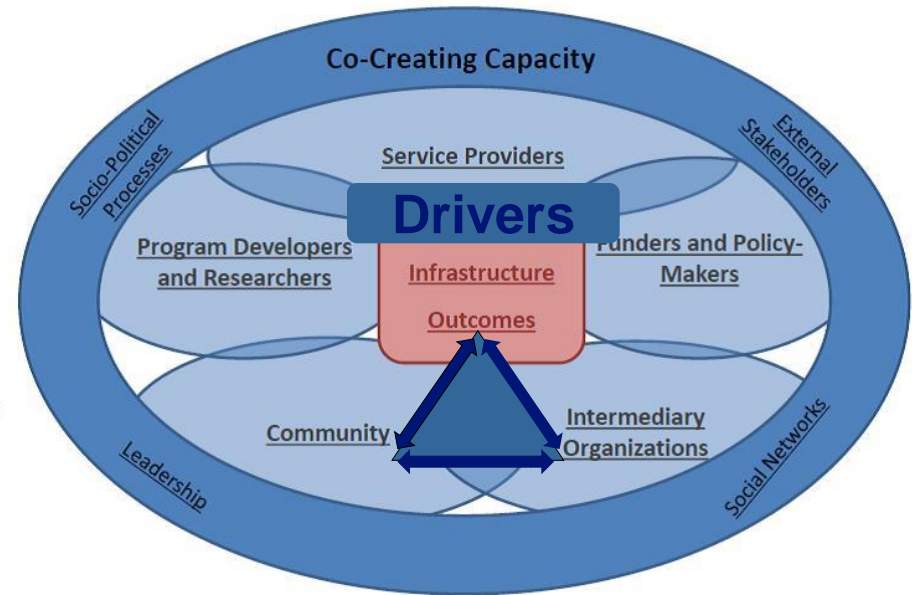 Co-Creating Capacity
Socio-Political
Processes
External
Stakeholders
Service Providers
Drivers
Program Developers
and Researchers
Funders and Policy-
Makers
Infrastructure
Outcomes
Community
Intermediary
Organizations
Leadership
Social Networks